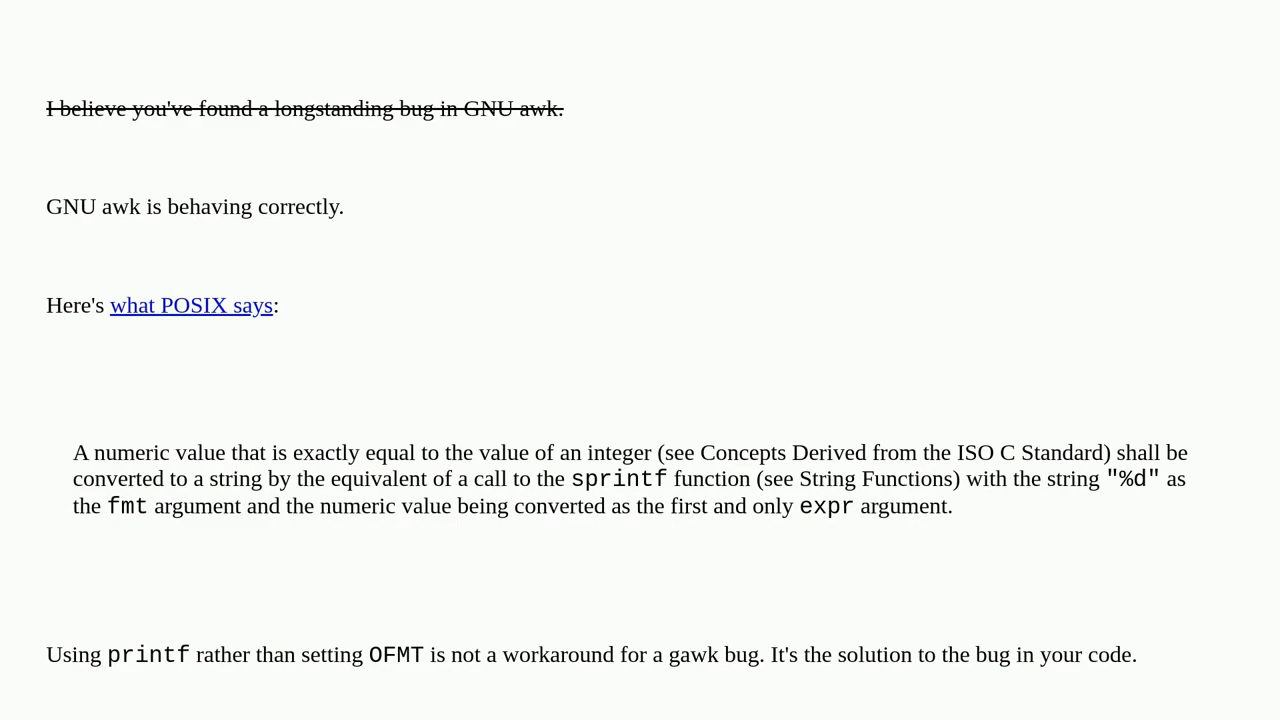 I believe you've found a longstanding bug in GNU awk.
GNU awk is behaving correctly.
Here's what POSIX says:
A numeric value that is exactly equal to the value of an integer (see Concepts Derived from the ISO C Standard) shall be
converted to a string by the equivalent of a call to the sprintf function (see String Functions) with the string "%d" as
the fmt argument and the numeric value being converted as the first and only expr argument.
Using printf rather than setting OFMT is not a workaround for a gawk bug. It's the solution to the bug in your code.